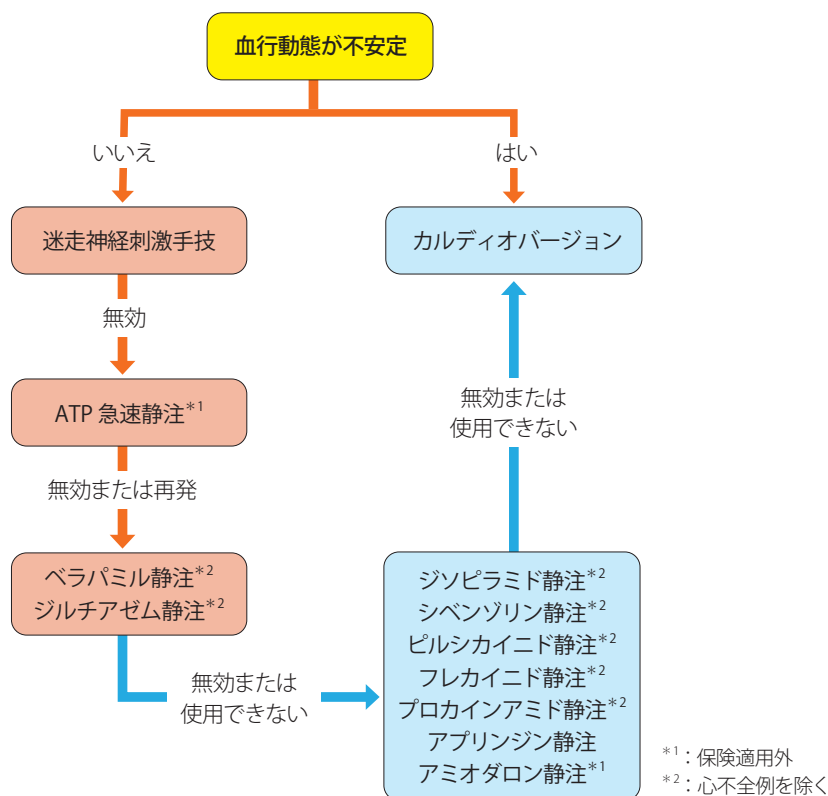 血行動態が不安定
いいえ
はい
迷走神経刺激手技
カルディオバージョン
無効
ATP 急速静注*1
無効または
使用できない
無効または再発
ベラパミル静注*2
ジルチアゼム静注*2
無効または
使用できない
ジソピラミド静注*2
シベンゾリン静注*2
ピルシカイニド静注*2
フレカイニド静注*2
プロカインアミド静注*2
アプリンジン静注
アミオダロン静注*1
*1：保険適用外
*2：心不全例を除く